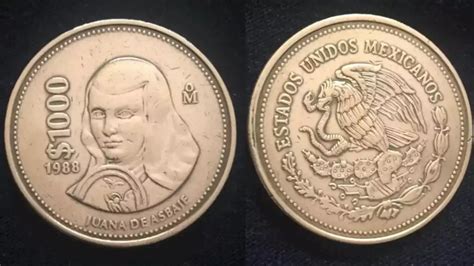 $1000
1988
Mo
JUANA DE ASBAJE
ESTADOS UNIDOS MEXICANOS